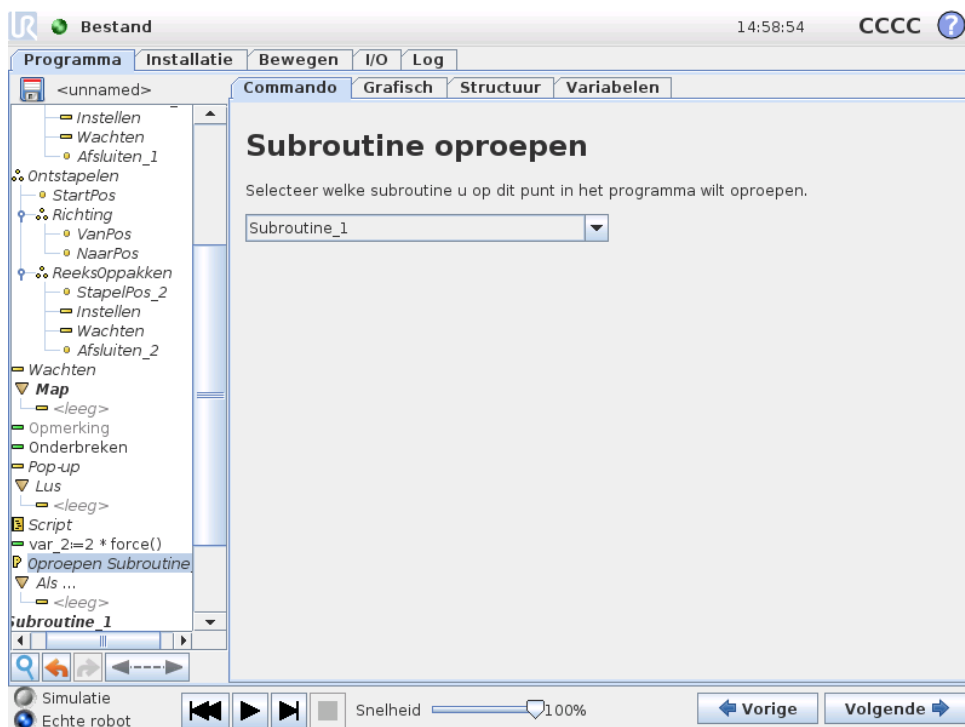 UR Bestand 14:58:54 CCCC ?
Programma Installatie Bewegen I/O Log
<unnamed>
Commando Grafisch Structuur Variabelen
Instellen
Wachten
Afsluiten_1
Ontstapelen
StartPos
Richting
VanPos
NaarPos
ReeksOppakken
StapelPos_2
Instellen
Wachten
Afsluiten_2
Wachten
Map
<leeg>
Opmerking
Onderbreken
Pop-up
Lus
<leeg>
Script
var_2:=2 * force()
Oproepen Subroutine
Als ...
<leeg>
Subroutine_1
Subroutine oproepen
Selecteer welke subroutine u op dit punt in het programma wilt oproepen.
Subroutine_1
Simulatie
Echte robot
Snelheid 100%
Vorige Volgende